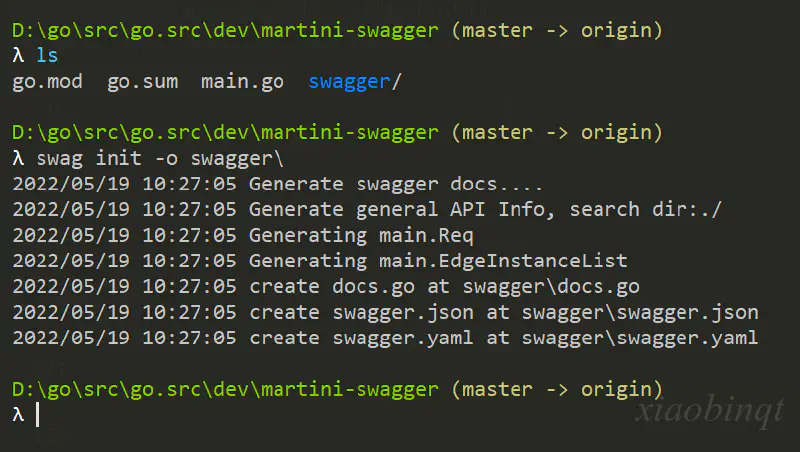 D:\go\src\go.src\dev\martini-swagger (master -> origin)
λ ls
go.mod  go.sum  main.go  swagger/
D:\go\src\go.src\dev\martini-swagger (master -> origin)
λ swag init -o swagger\
2022/05/19 10:27:05 Generate swagger docs....
2022/05/19 10:27:05 Generate general API Info, search dir:./
2022/05/19 10:27:05 Generating main.Req
2022/05/19 10:27:05 Generating main.EdgeInstanceList
2022/05/19 10:27:05 create docs.go at swagger\docs.go
2022/05/19 10:27:05 create swagger.json at swagger\swagger.json
2022/05/19 10:27:05 create swagger.yaml at swagger\swagger.yaml
D:\go\src\go.src\dev\martini-swagger (master -> origin)
λ
xiaobinqt